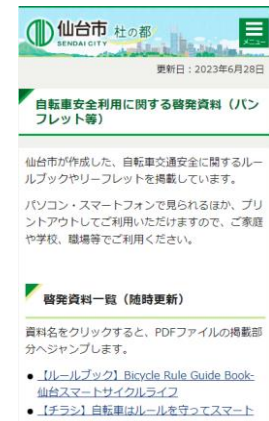 仙台市 杜の都
SENDAI CITY
メニュー
更新日：2023年6月28日
自転車安全利用に関する啓発資料（パン
フレット等）
仙台市が作成した、自転車交通安全に関するルー
ルブックやリーフレットを掲載しています。
パソコン・スマートフォンで見られるほか、プリ
ントアウトしてご利用いただけますので、ご家庭
や学校、職場等でご利用ください。
啓発資料一覧（随時更新）
資料名をクリックすると、PDFファイルの掲載部
分へジャンプします。
【ルールブック】Bicycle Rule Guide Book-
仙台スマートサイクルライフ
【チラシ】自転車はルールを守ってスマート